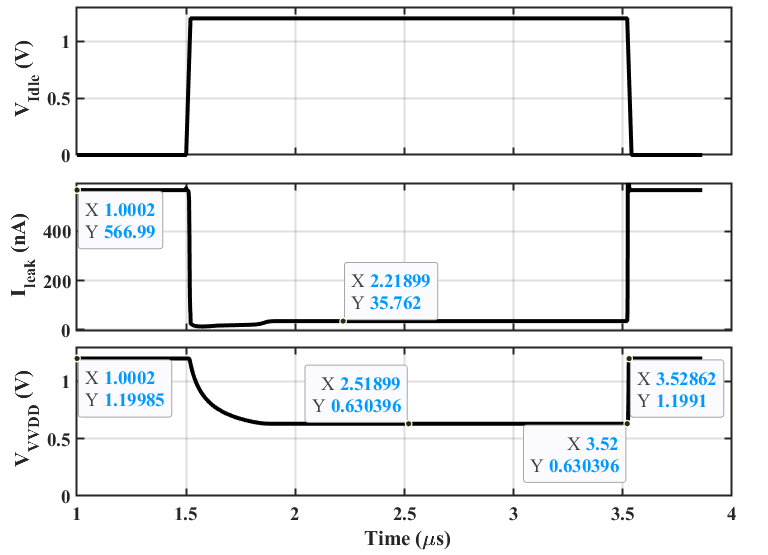 1
0.5
0
V_Idle (V)
400
200
0
I_leak (nA)
X 1.0002
Y 566.99
X 2.21899
Y 35.762
1
0.5
0
V_VVDD (V)
X 1.0002
Y 1.19985
X 2.51899
Y 0.630396
X 3.52
Y 0.630396
X 3.52862
Y 1.1991
1 1.5 2 2.5 3 3.5 4
Time (μs)